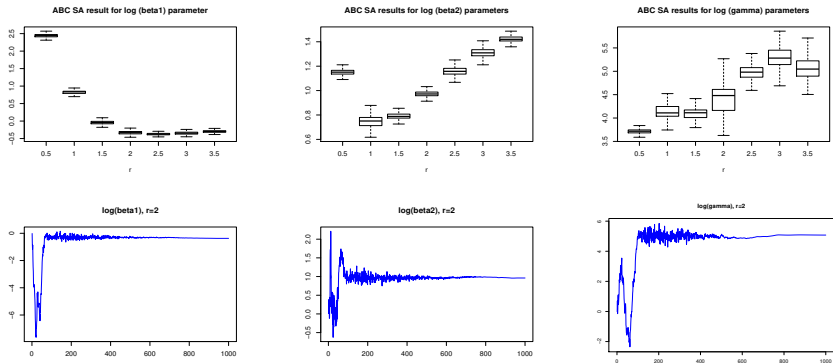 ABC SA result for log (beta1) parameter
2.5
2.0
1.5
1.0
0.5
0.0
-0.5
0.5 1 1.5 2 2.5 3 3.5
r
ABC SA results for log (beta2) parameters
1.4
1.2
1.0
0.8
0.6
0.5 1 1.5 2 2.5 3 3.5
r
ABC SA results for log (gamma) parameters
5.5
5.0
4.5
4.0
3.5
0.5 1 1.5 2 2.5 3 3.5
r
log(beta1), r=2
0
-2
-4
-6
0 200 400 600 800 1000
log(beta2), r=2
2.0
1.5
1.0
0.5
0.0
-0.5
0 200 400 600 800 1000
log(gamma), r=2
6
4
2
0
-2
0 200 400 600 800 1000